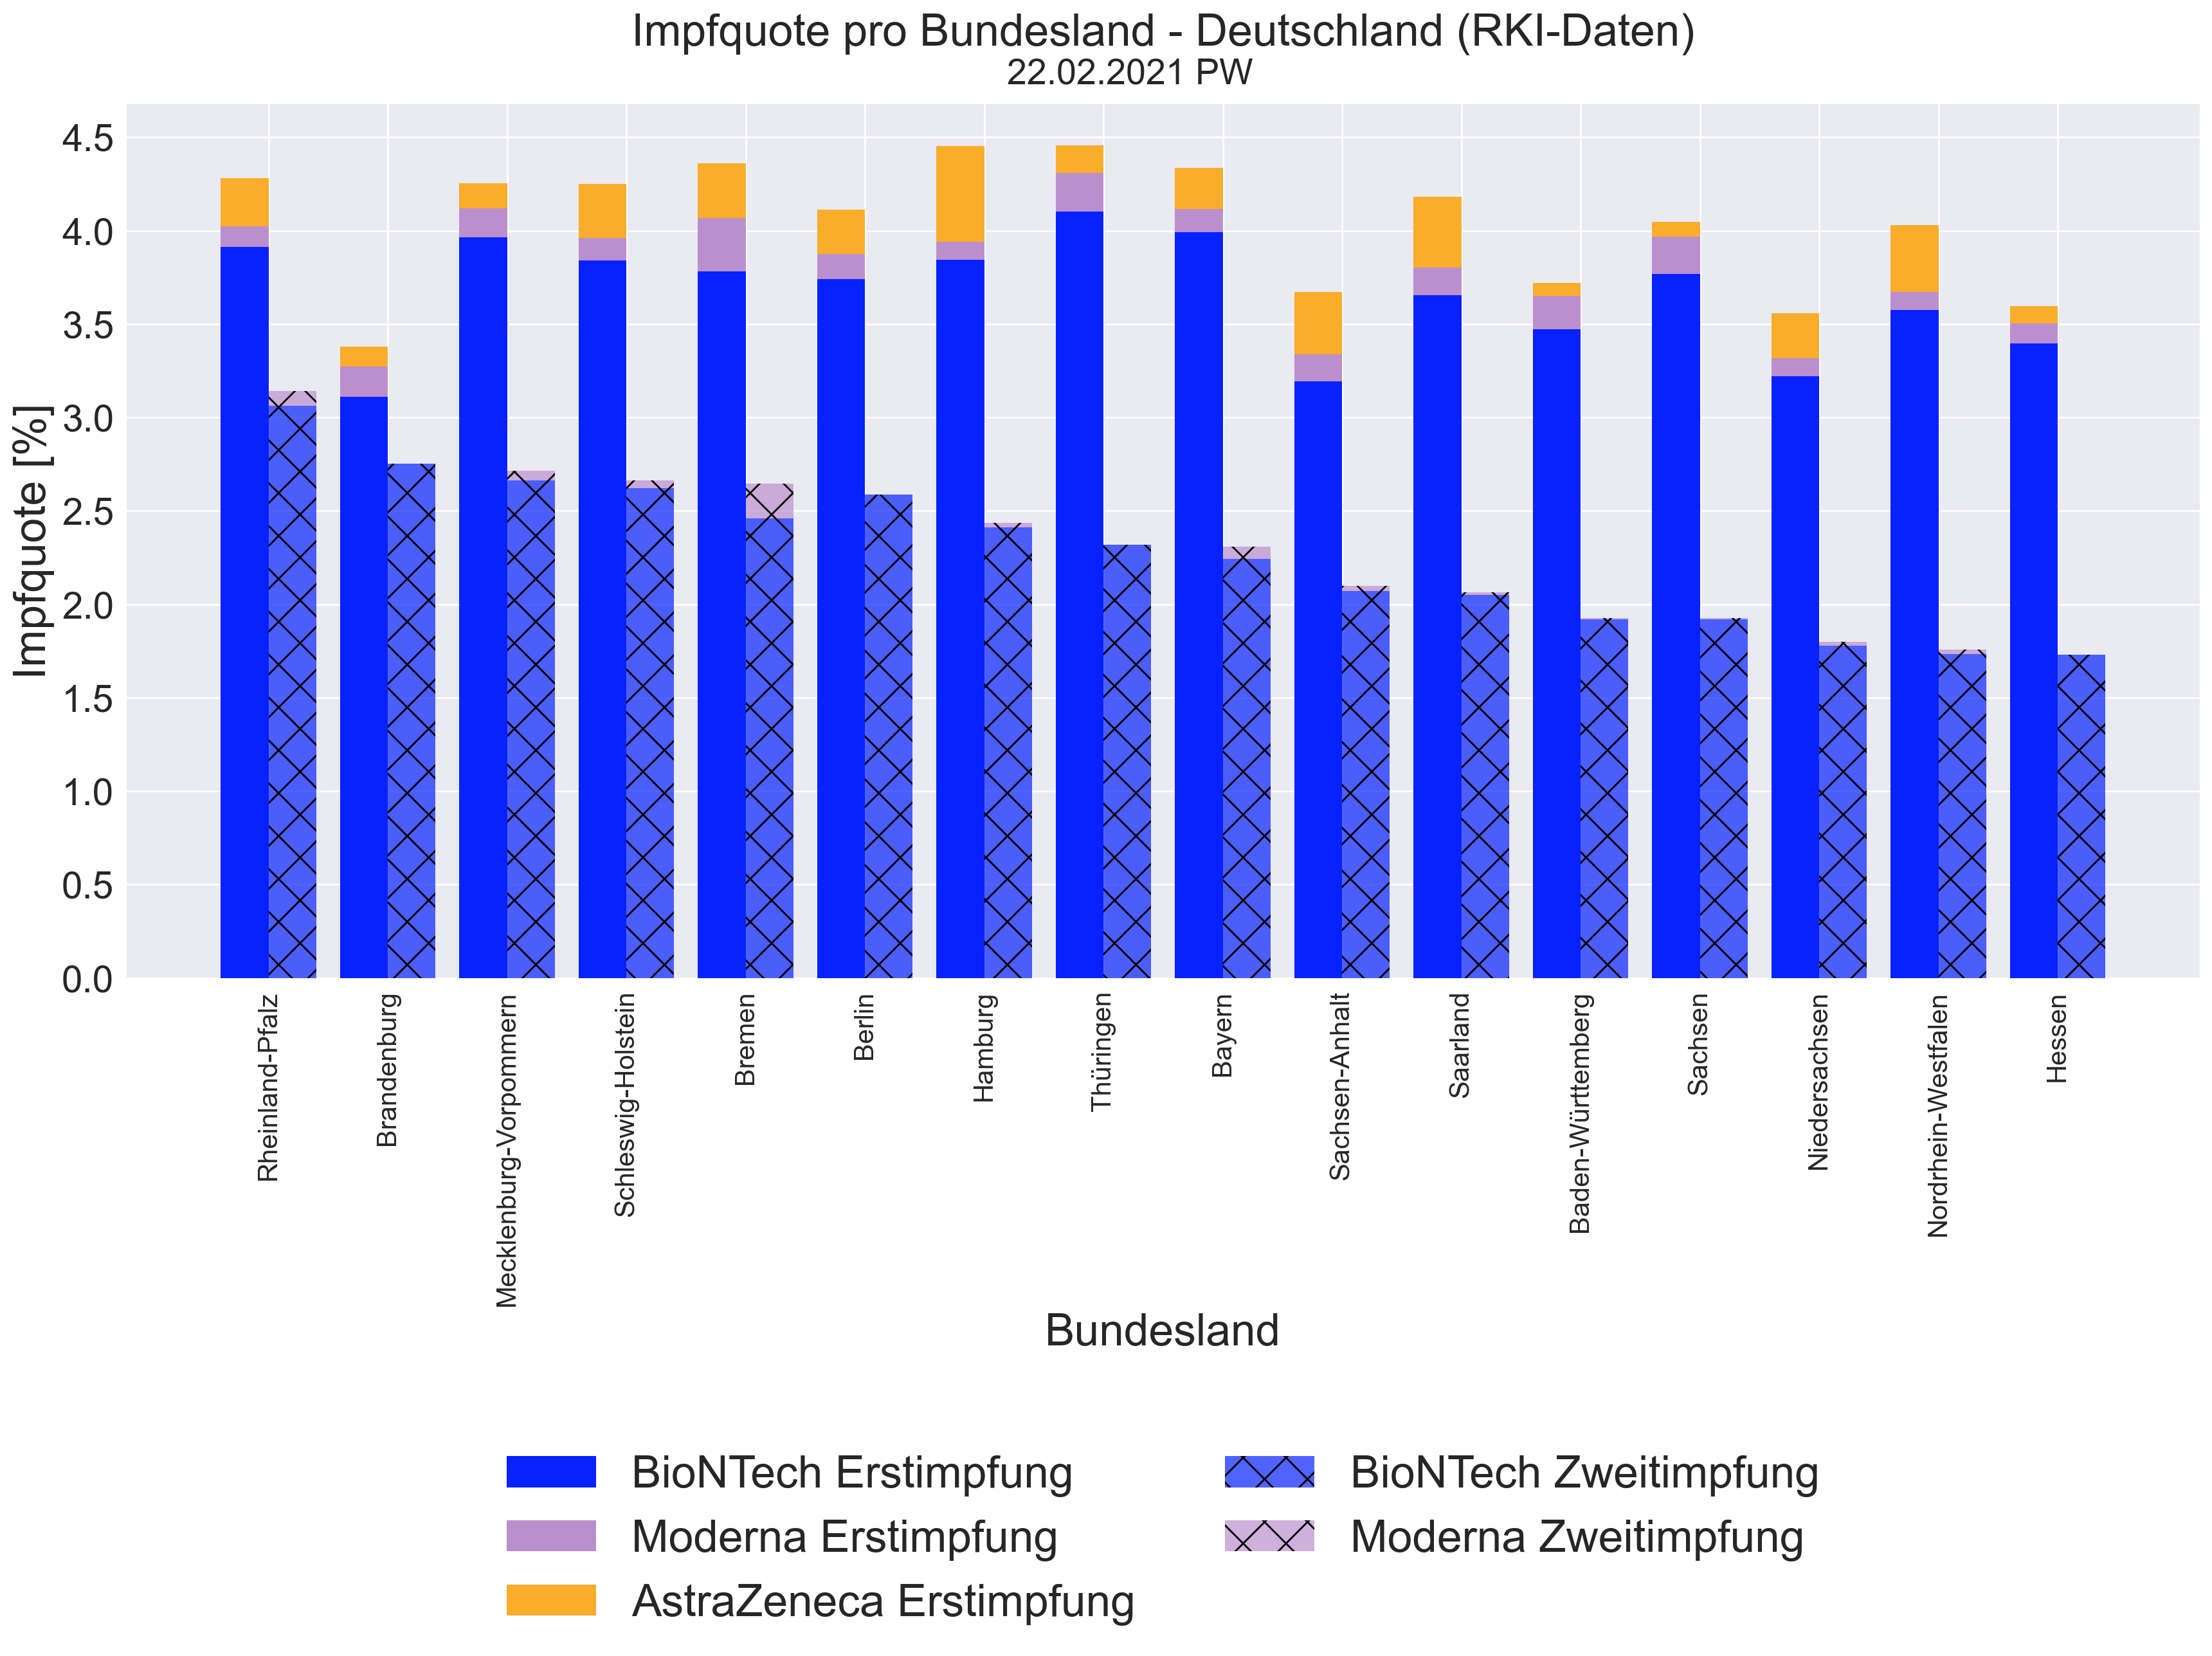 Impfquote pro Bundesland - Deutschland (RKI-Daten)
22.02.2021 PW
Impfquote [%]
4.5
4.0
3.5
3.0
2.5
2.0
1.5
1.0
0.5
0.0
Rheinland-Pfalz
Brandenburg
Mecklenburg-Vorpommern
Schleswig-Holstein
Bremen
Berlin
Hamburg
Thüringen
Bayern
Sachsen-Anhalt
Saarland
Baden-Württemberg
Sachsen
Niedersachsen
Nordrhein-Westfalen
Hessen
Bundesland
BioNTech Erstimpfung
Moderna Erstimpfung
AstraZeneca Erstimpfung
BioNTech Zweitimpfung
Moderna Zweitimpfung